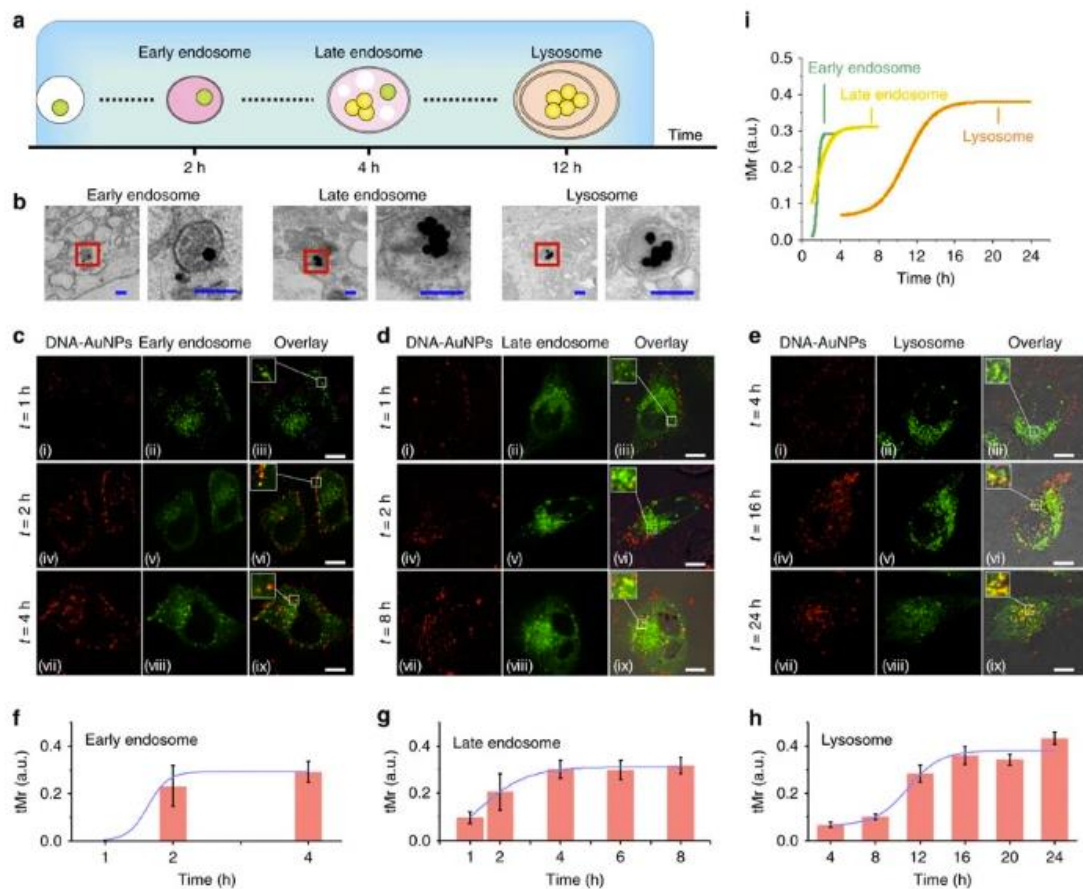 a
Early endosome Late endosome Lysosome
Time
2 h 4 h 12 h
b
Early endosome Late endosome Lysosome
i
tMr (a.u.)
0.5
0.4
0.3
0.2
0.1
0.0
Early endosome
Late endosome
Lysosome
0 4 8 12 16 20 24
Time (h)
c
DNA-AuNPs Early endosome Overlay
t = 1 h
(i) (ii) (iii)
t = 2 h
(iv) (v) (vi)
t = 4 h
(vii) (viii) (ix)
d
DNA-AuNPs Late endosome Overlay
t = 1 h
(i) (ii) (iii)
t = 2 h
(iv) (v) (vi)
t = 8 h
(vii) (viii) (ix)
e
DNA-AuNPs Lysosome Overlay
t = 4 h
(i) (ii) (iii)
t = 16 h
(iv) (v) (vi)
t = 24 h
(vii) (viii) (ix)
f
Early endosome
tMr (a.u.)
0.4
0.2
0.0
1 2 4
Time (h)
g
Late endosome
tMr (a.u.)
0.4
0.2
0.0
1 2 4 6 8
Time (h)
h
Lysosome
tMr (a.u.)
0.4
0.2
0.0
4 8 12 16 20 24
Time (h)